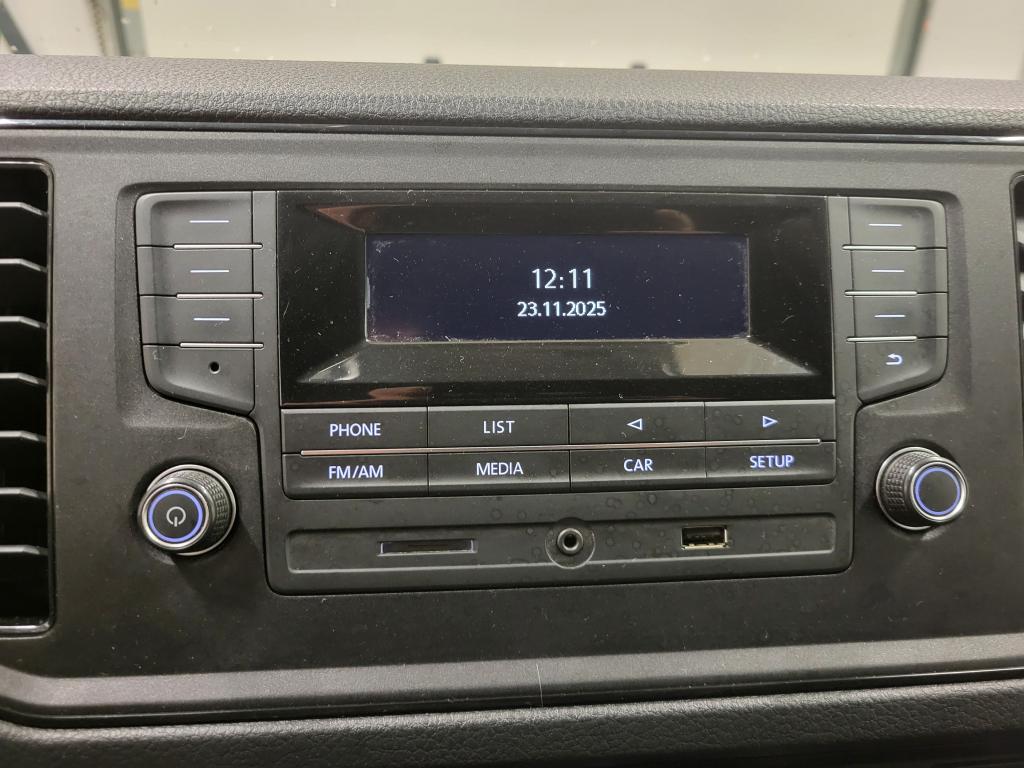 12:11
23.11.2025
PHONE LIST
FM/AM MEDIA CAR SETUP